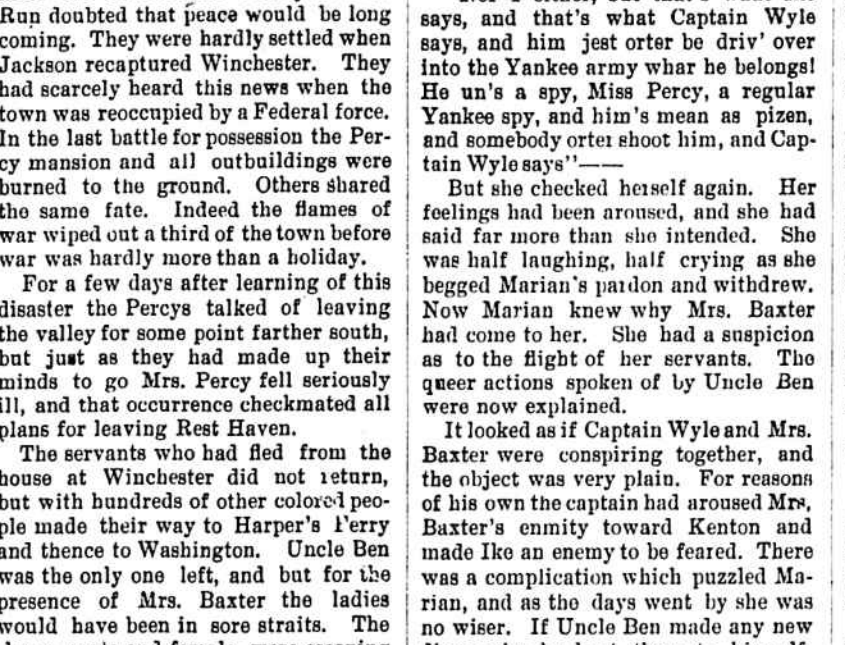 Run doubted that peace would be long
coming. They were hardly settled when
Jackson recaptured Winchester. They
had scarcely heard this news when the
town was reoccupied by a Federal force.
In the last battle for possession the Per-
cy mansion and all outbuildings were
burned to the ground. Others shared
the same fate. Indeed the flames of
war wiped out a third of the town before
war was hardly more than a holiday.
For a few days after learning of this
disaster the Percys talked of leaving
the valley for some point farther south,
but just as they had made up their
minds to go Mrs. Percy fell seriously
ill, and that occurrence checkmated all
plans for leaving Rest Haven.
The servants who had fled from the
house at Winchester did not return,
but with hundreds of other colored peo-
ple made their way to Harper's Ferry
and thence to Washington. Uncle Ben
was the only one left, and but for the
presence of Mrs. Baxter the ladies
would have been in sore straits. The
says, and that's what Captain Wyle
says, and him jest orter be driv' over
into the Yankee army whar he belongs!
He un's a spy, Miss Percy, a regular
Yankee spy, and him's mean as pizen,
and somebody orter shoot him, and Cap-
tain Wyle says"——
But she checked herself again. Her
feelings had been aroused, and she had
said far more than she intended. She
was half laughing, half crying as she
begged Marian's pardon and withdrew.
Now Marian knew why Mrs. Baxter
had come to her. She had a suspicion
as to the flight of her servants. The
queer actions spoken of by Uncle Ben
were now explained.
It looked as if Captain Wyle and Mrs.
Baxter were conspiring together, and
the object was very plain. For reasons
of his own the captain had aroused Mrs.
Baxter's enmity toward Kenton and
made Ike an enemy to be feared. There
was a complication which puzzled Ma-
rian, and as the days went by she was
no wiser. If Uncle Ben made any new